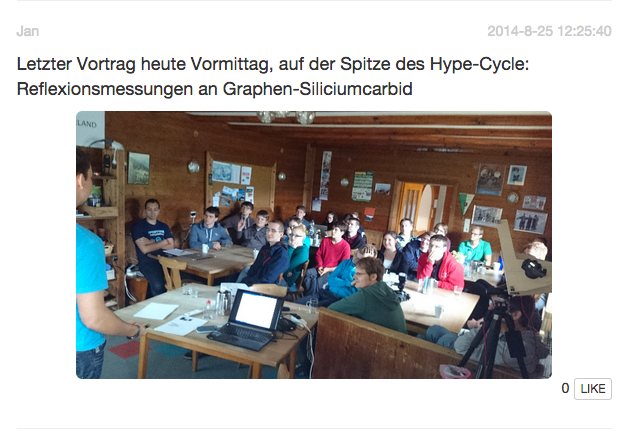 Jan
2014-8-25 12:25:40
Letzter Vortrag heute Vormittag, auf der Spitze des Hype-Cycle:
Reflexionsmessungen an Graphen-Siliciumcarbid
LLAND
0 LIKE